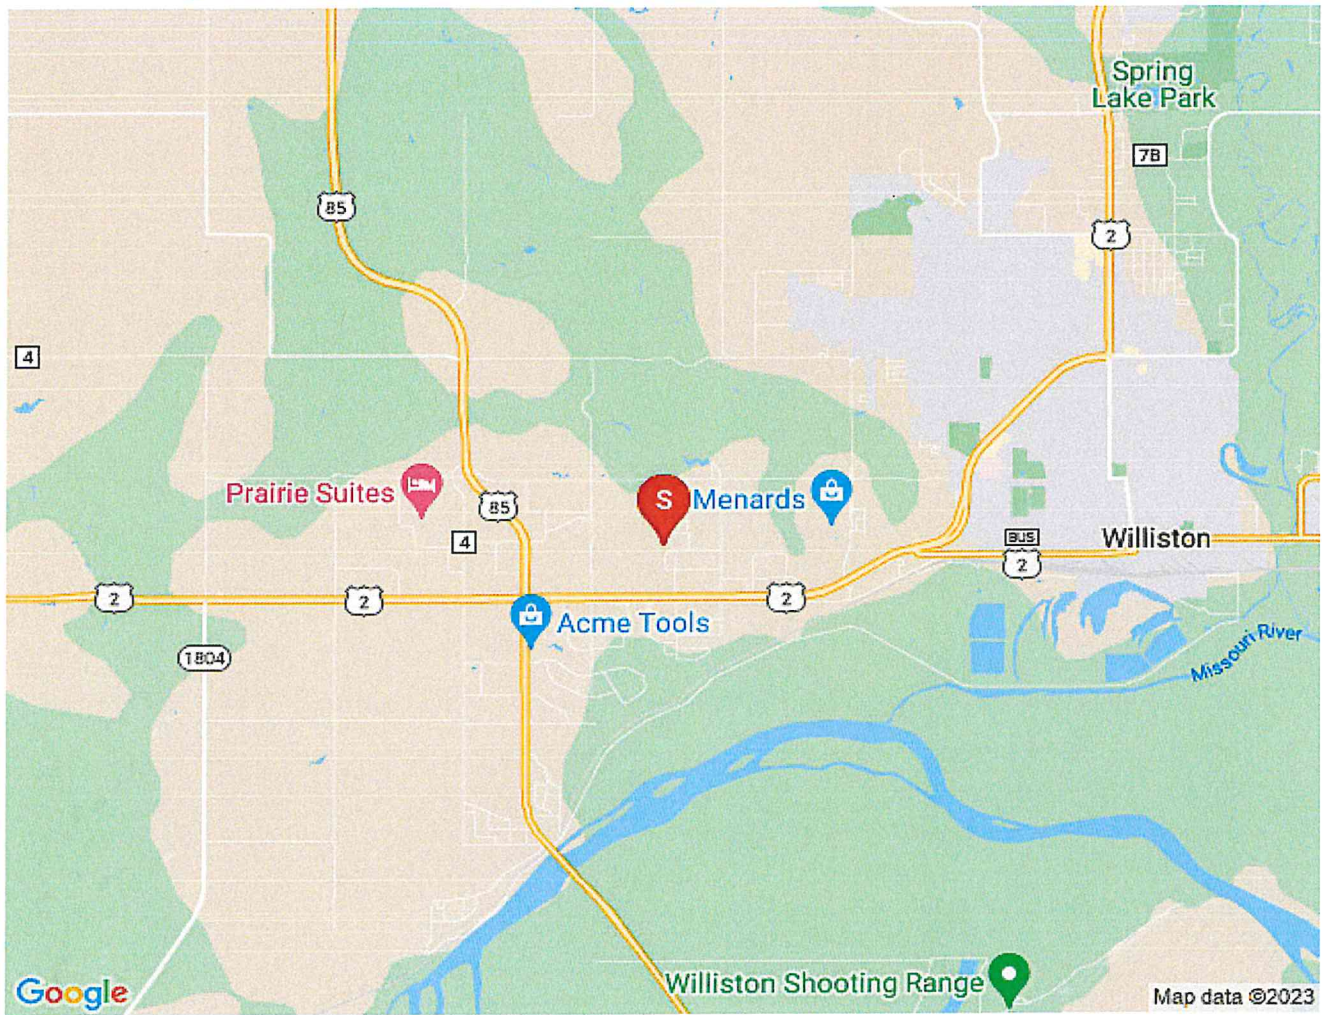 Spring
Lake Park
7B
85
2
4
Prairie Suites
S
Menards
85
4
BUS
2
Williston
2
2
2
Acme Tools
1804
Missouri River
Williston Shooting Range
Google
Map data ©2023